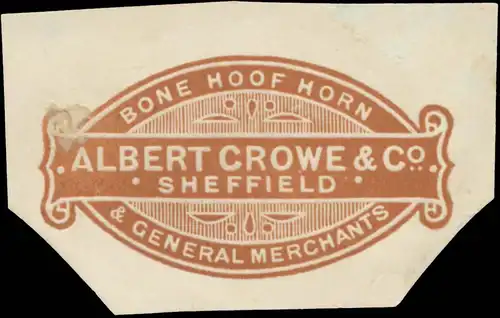 BONE HOOF HORN
ALBERT CROWE & Co.
· SHEFFIELD ·
& GENERAL MERCHANTS